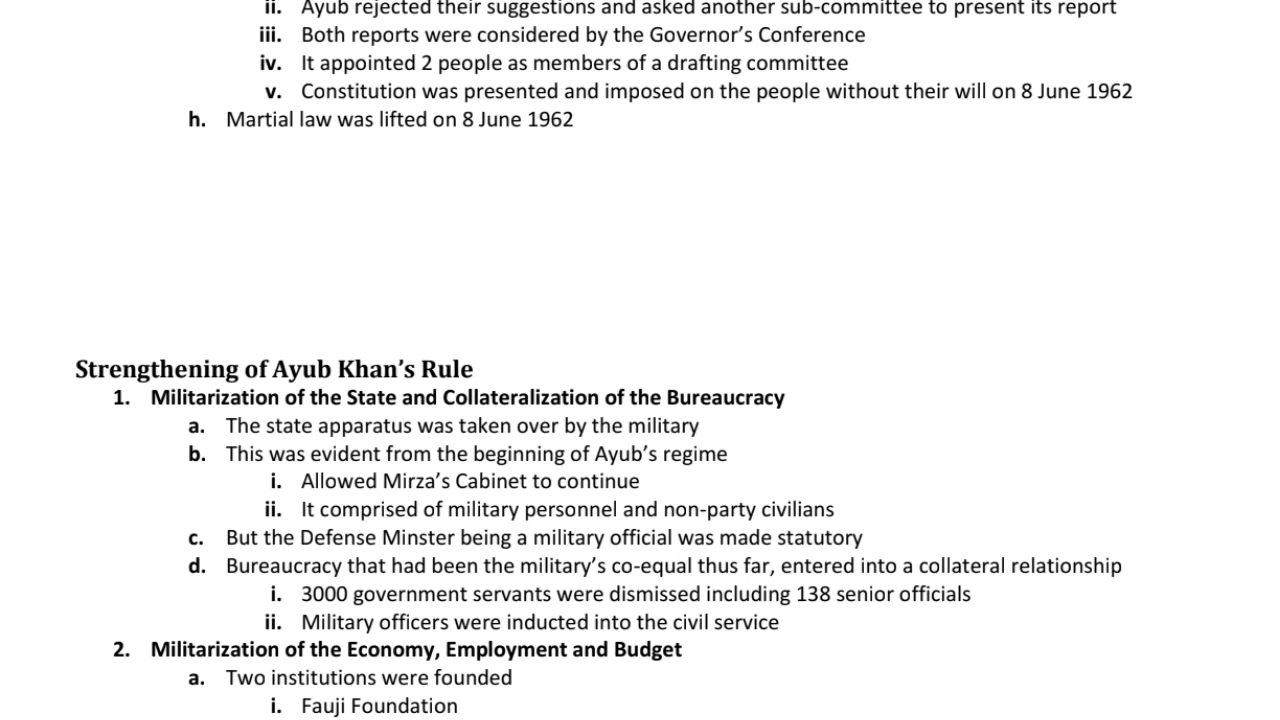 ii. Ayub rejected their suggestions and asked another sub-committee to present its report
iii. Both reports were considered by the Governor’s Conference
iv. It appointed 2 people as members of a drafting committee
v. Constitution was presented and imposed on the people without their will on 8 June 1962
h. Martial law was lifted on 8 June 1962
Strengthening of Ayub Khan’s Rule
1. Militarization of the State and Collateralization of the Bureaucracy
a. The state apparatus was taken over by the military
b. This was evident from the beginning of Ayub’s regime
i. Allowed Mirza’s Cabinet to continue
ii. It comprised of military personnel and non-party civilians
c. But the Defense Minster being a military official was made statutory
d. Bureaucracy that had been the military’s co-equal thus far, entered into a collateral relationship
i. 3000 government servants were dismissed including 138 senior officials
ii. Military officers were inducted into the civil service
2. Militarization of the Economy, Employment and Budget
a. Two institutions were founded
i. Fauji Foundation